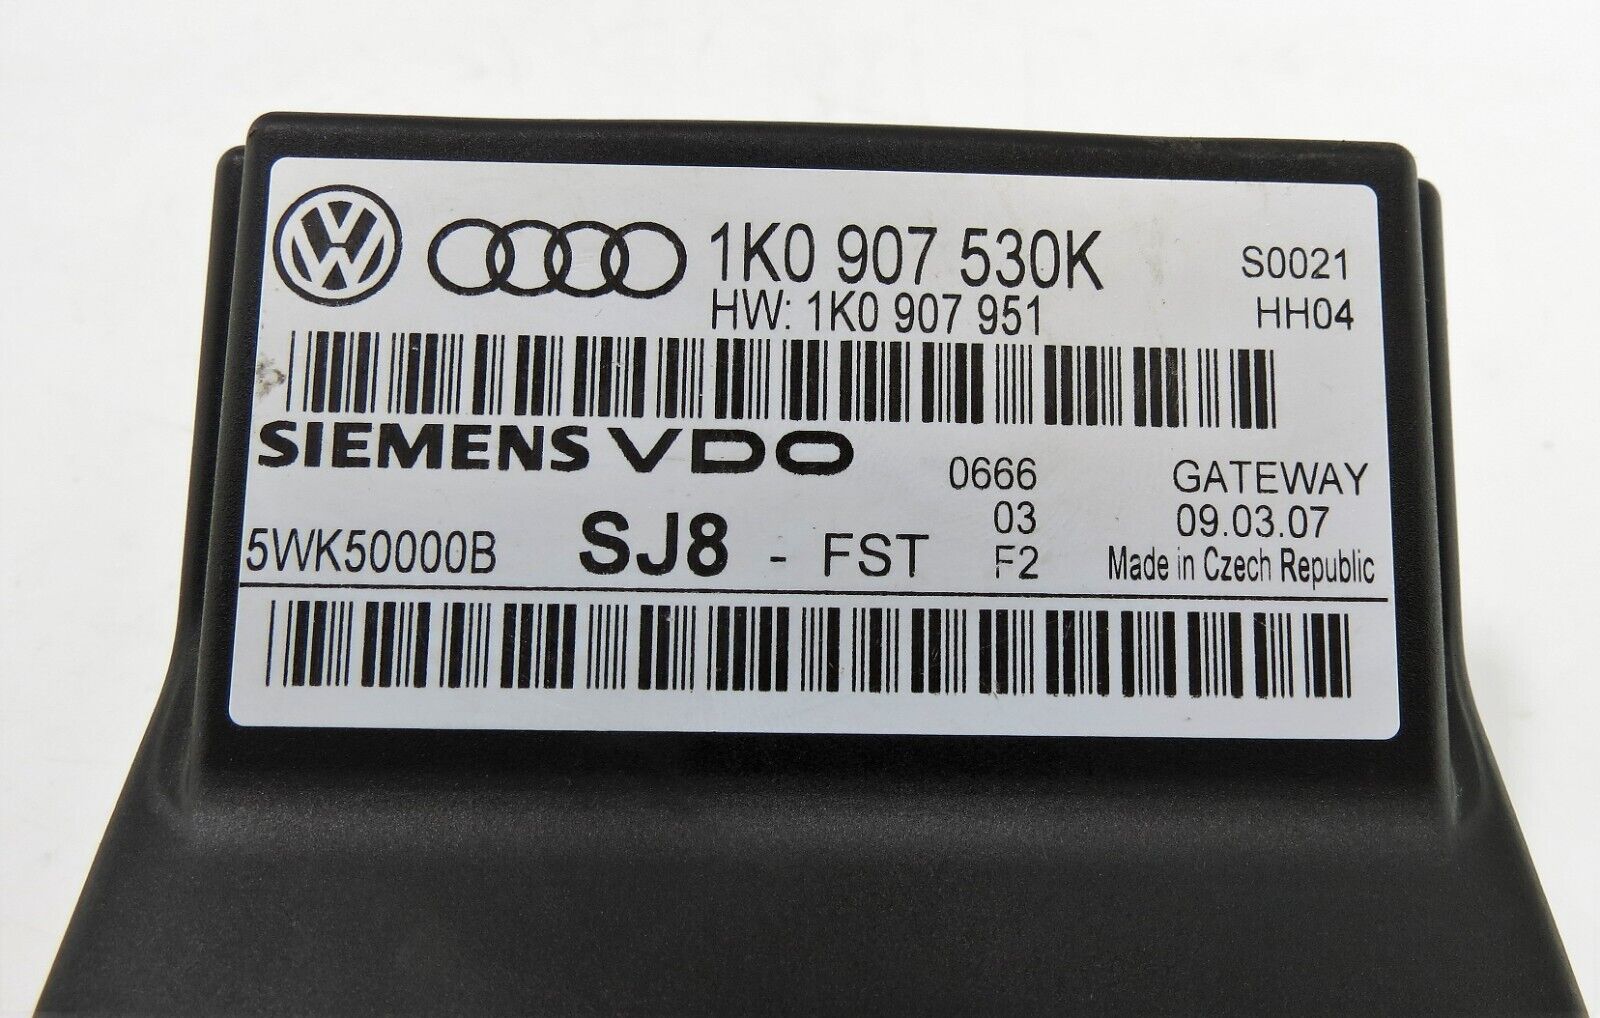 1K0 907 530K S0021
HW: 1K0 907 951 HH04
SIEMENS VDO 0666 GATEWAY
03 09.03.07
5WK50000B SJ8 - FST F2 Made in Czech Republic